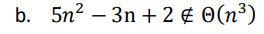 b. 5n² – 3n + 2 ∉ Θ(n³)